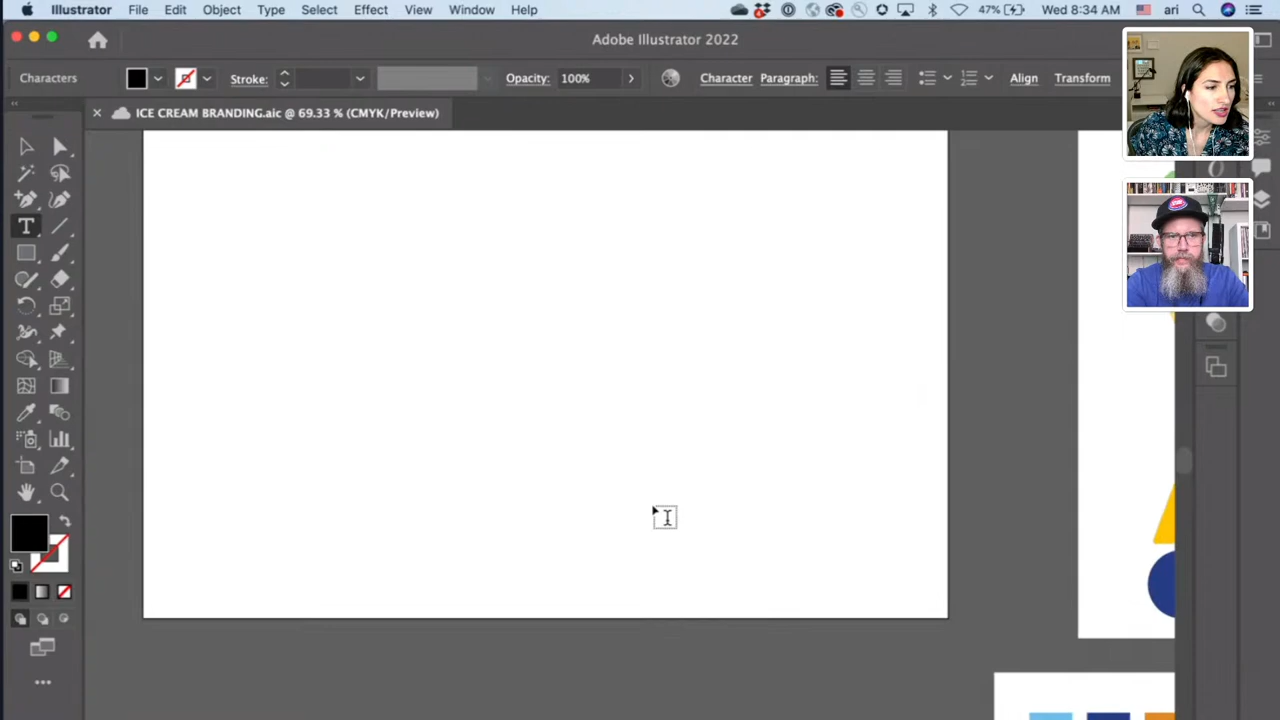 Illustrator File Edit Object Type Select Effect View Window Help 47% Wed 8:34 AM ari
Adobe Illustrator 2022
Characters Stroke: Opacity: 100% Character Paragraph: Align Transform
ICE CREAM BRANDING.aic @ 69.33 % (CMYK/Preview)